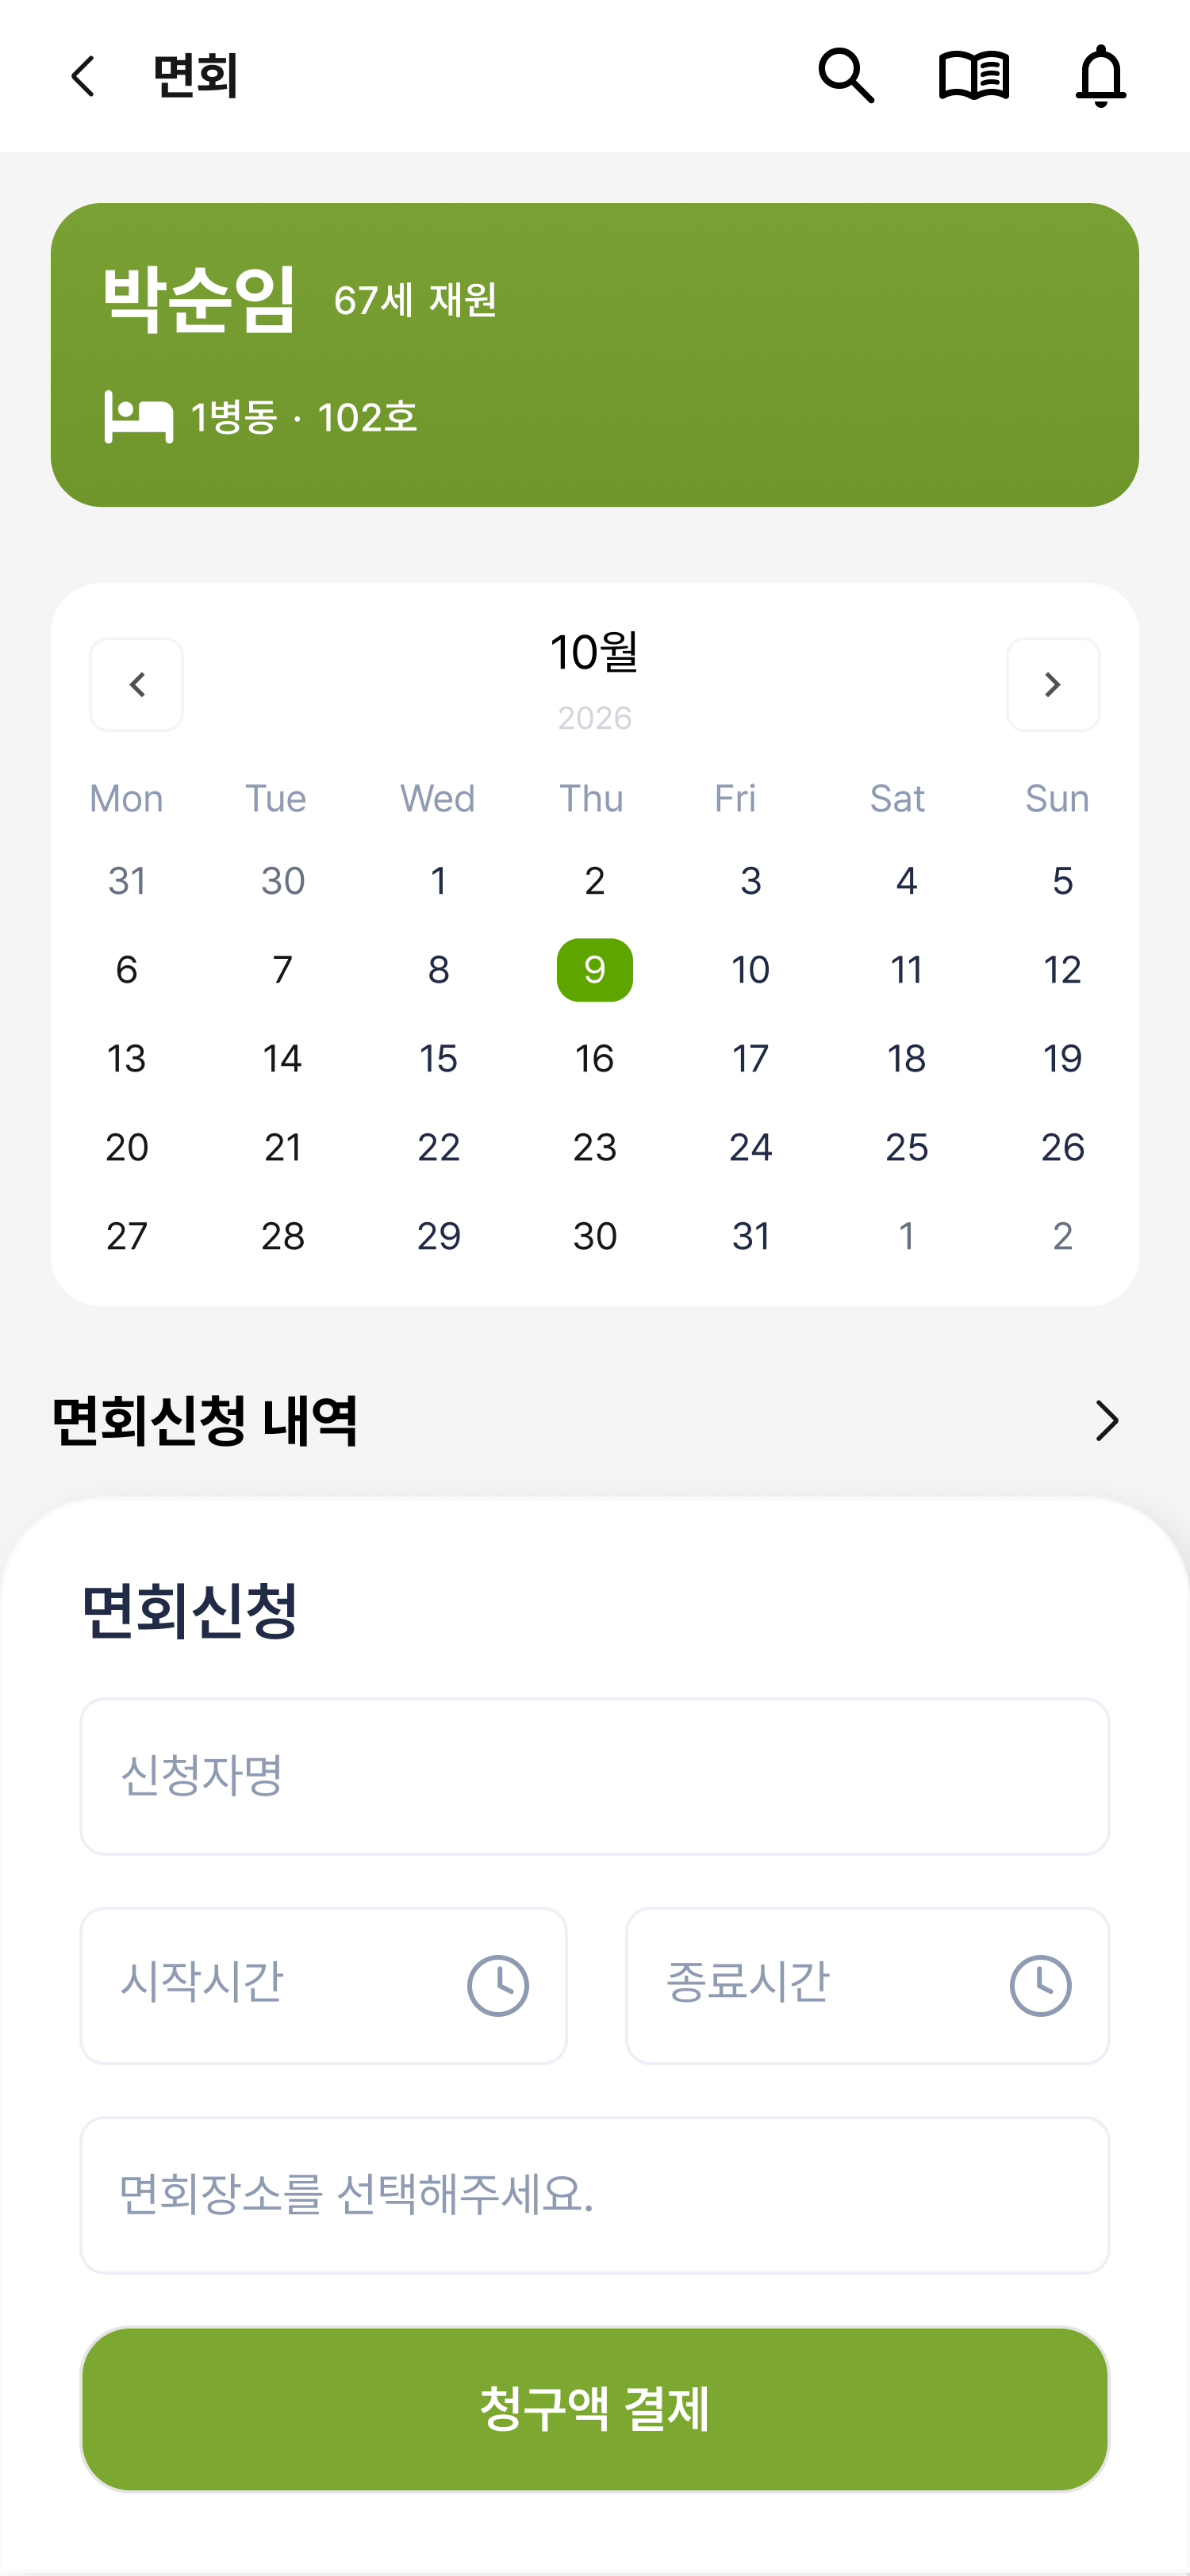 면회
박순임 67세 재원
1병동 · 102호
10월
2026
Mon Tue Wed Thu Fri Sat Sun
31 30 1 2 3 4 5
6 7 8 9 10 11 12
13 14 15 16 17 18 19
20 21 22 23 24 25 26
27 28 29 30 31 1 2
면회신청 내역
면회신청
신청자명
시작시간 종료시간
면회장소를 선택해주세요.
청구액 결제